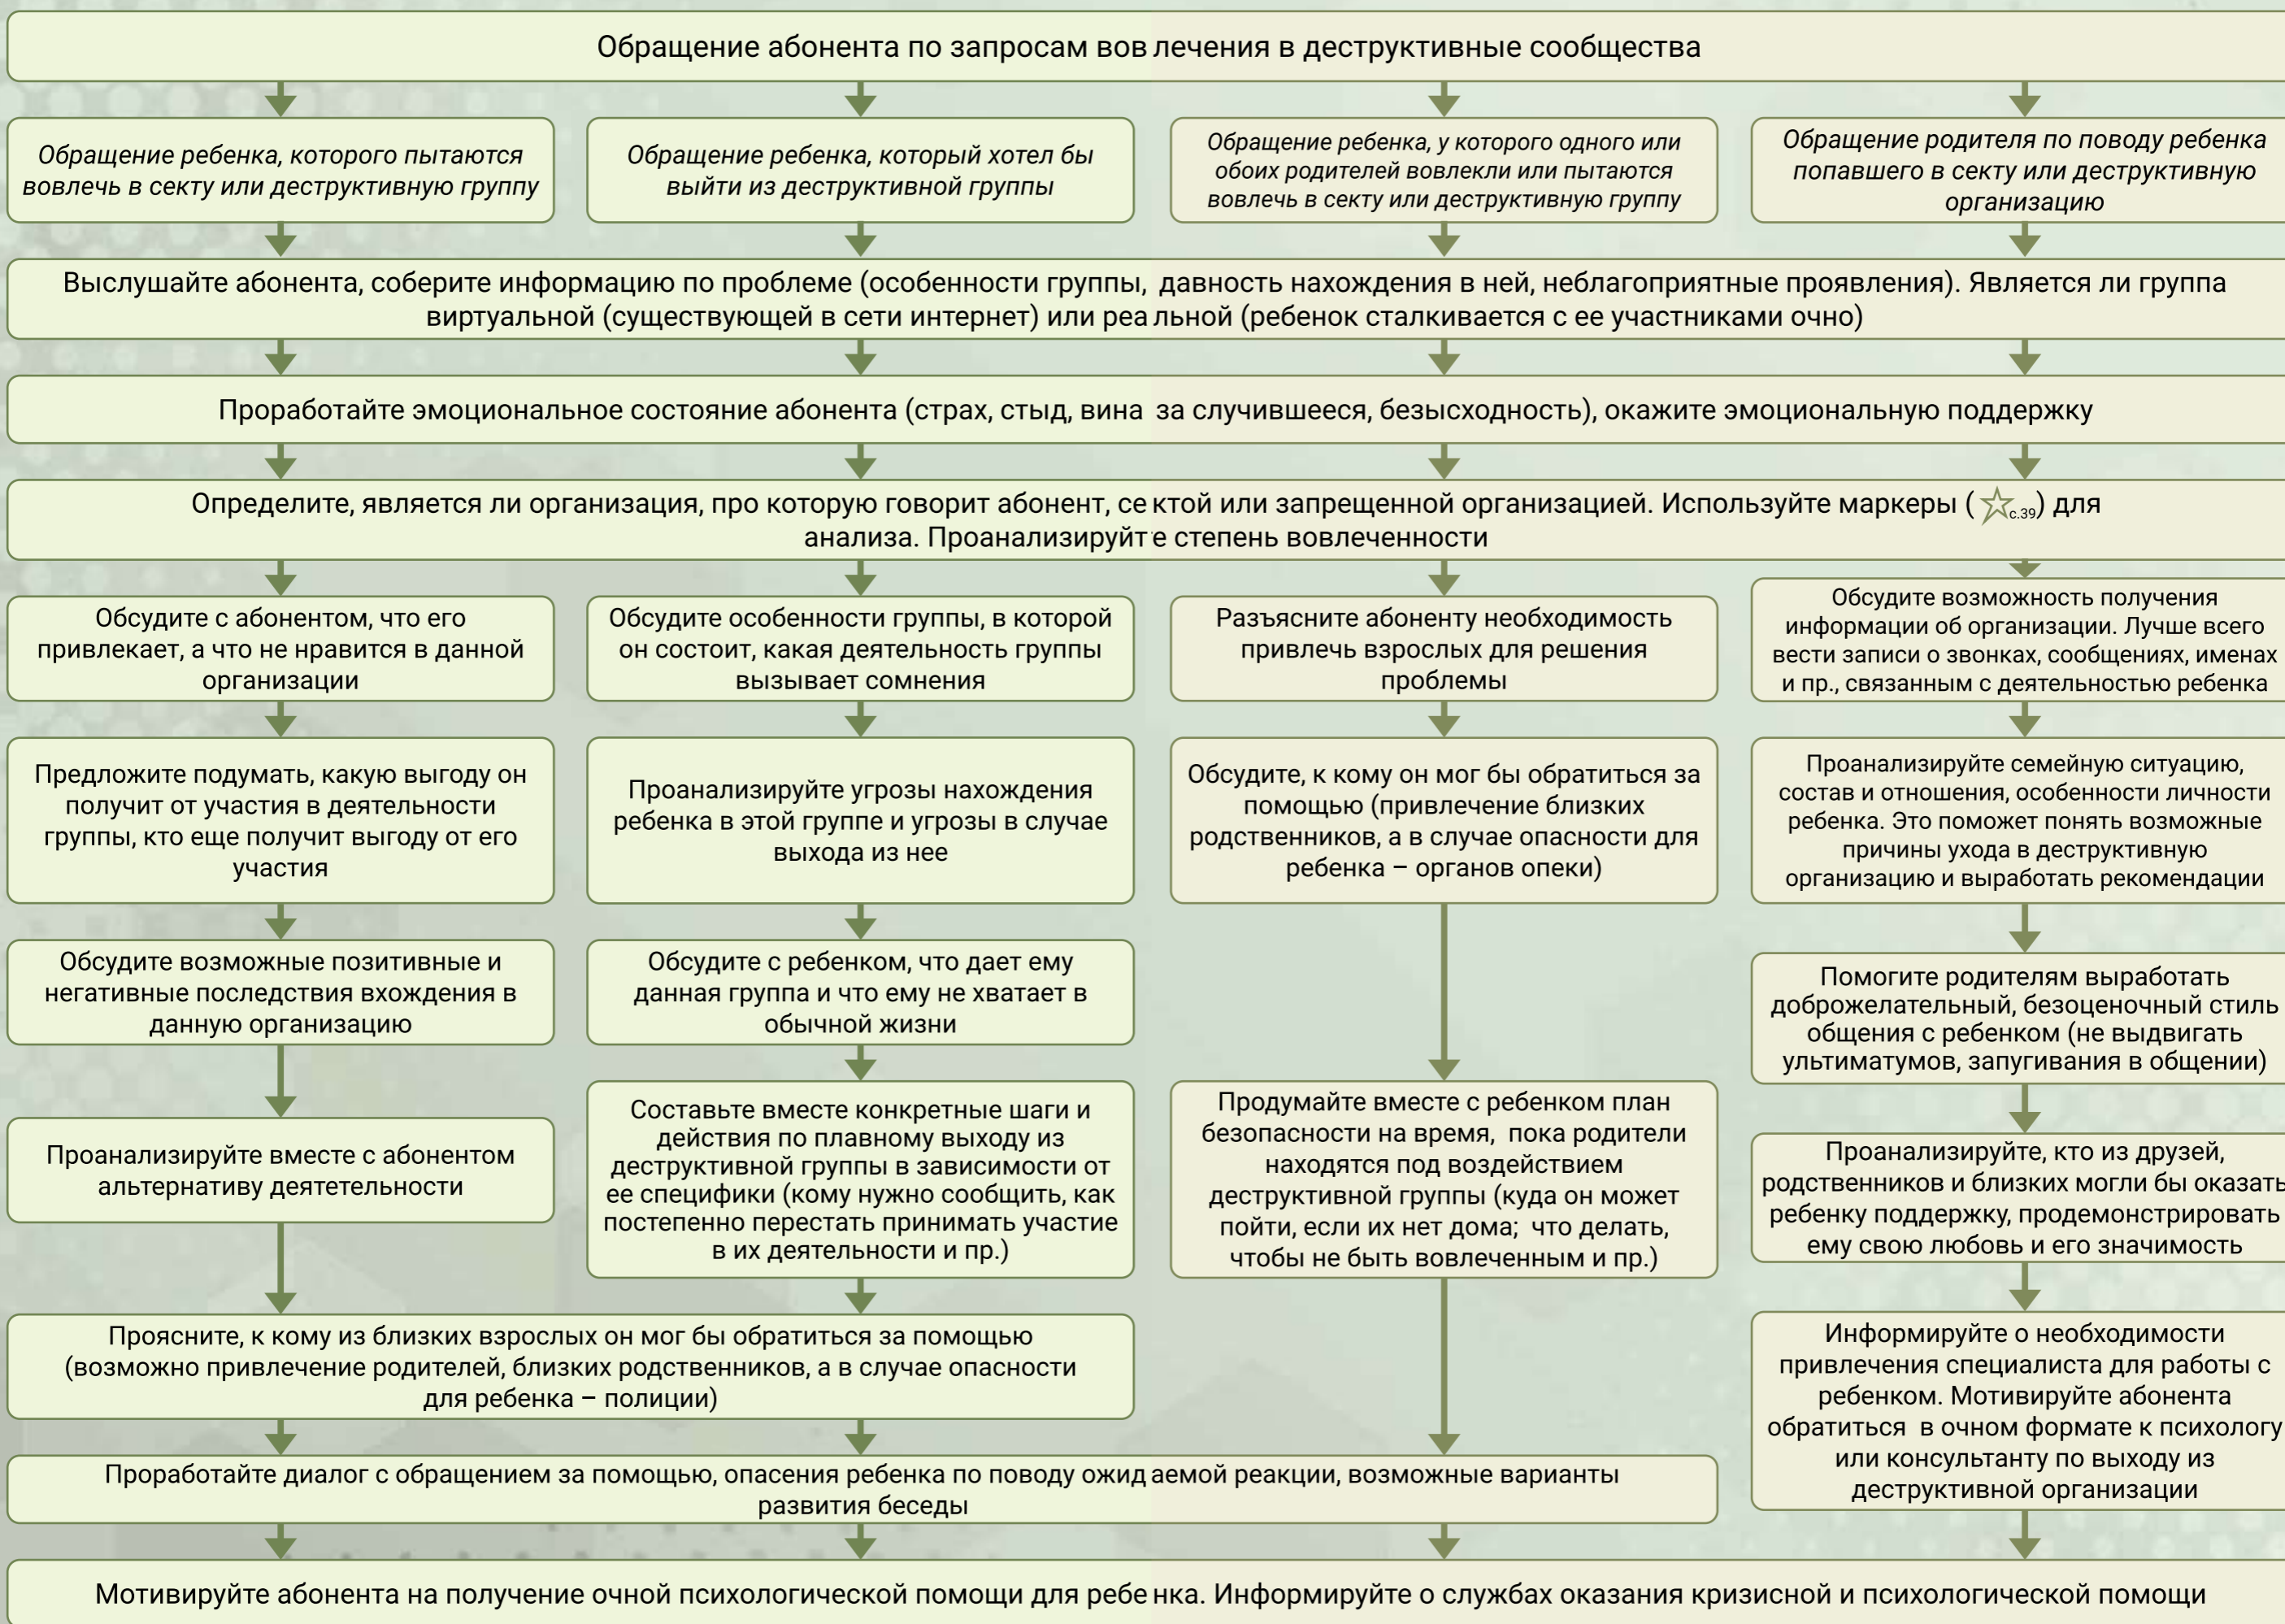 Обращение абонента по запросам вовлечения в деструктивные сообщества
Обращение ребенка, которого пытаются
вовлечь в секту или деструктивную группу
Обращение ребенка, который хотел бы
выйти из деструктивной группы
Обращение ребенка, у которого одного или
обоих родителей вовлекли или пытаются
вовлечь в секту или деструктивную группу
Обращение родителя по поводу ребенка
попавшего в секту или деструктивную
организацию
Выслушайте абонента, соберите информацию по проблеме (особенности группы, давность нахождения в ней, неблагоприятные проявления). Является ли группа
виртуальной (существующей в сети интернет) или реальной (ребенок сталкивается с ее участниками очно)
Проработайте эмоциональное состояние абонента (страх, стыд, вина за случившееся, безысходность), окажите эмоциональную поддержку
Определите, является ли организация, про которую говорит абонент, сектой или запрещенной организацией. Используйте маркеры ( с.39) для
анализа. Проанализируйте степень вовлеченности
Обсудите с абонентом, что его
привлекает, а что не нравится в данной
организации
Обсудите особенности группы, в которой
он состоит, какая деятельность группы
вызывает сомнения
Разъясните абоненту необходимость
привлечь взрослых для решения
проблемы
Обсудите возможность получения
информации об организации. Лучше всего
вести записи о звонках, сообщениях, именах
и пр., связанным с деятельностью ребенка
Предложите подумать, какую выгоду он
получит от участия в деятельности
группы, кто еще получит выгоду от его
участия
Проанализируйте угрозы нахождения
ребенка в этой группе и угрозы в случае
выхода из нее
Обсудите, к кому он мог бы обратиться за
помощью (привлечение близких
родственников, а в случае опасности для
ребенка – органов опеки)
Проанализируйте семейную ситуацию,
состав и отношения, особенности личности
ребенка. Это поможет понять возможные
причины ухода в деструктивную
организацию и выработать рекомендации
Обсудите возможные позитивные и
негативные последствия вхождения в
данную организацию
Обсудите с ребенком, что дает ему
данная группа и что ему не хватает в
обычной жизни
Помогите родителям выработать
доброжелательный, безоценочный стиль
общения с ребенком (не выдвигать
ультиматумов, запугивания в общении)
Проанализируйте вместе с абонентом
альтернативу деятетельности
Составьте вместе конкретные шаги и
действия по плавному выходу из
деструктивной группы в зависимости от
ее специфики (кому нужно сообщить, как
постепенно перестать принимать участие
в их деятельности и пр.)
Продумайте вместе с ребенком план
безопасности на время, пока родители
находятся под воздействием
деструктивной группы (куда он может
пойти, если их нет дома; что делать,
чтобы не быть вовлеченным и пр.)
Проанализируйте, кто из друзей,
родственников и близких могли бы оказать
ребенку поддержку, продемонстрировать
ему свою любовь и его значимость
Проясните, к кому из близких взрослых он мог бы обратиться за помощью
(возможно привлечение родителей, близких родственников, а в случае опасности
для ребенка – полиции)
Информируйте о необходимости
привлечения специалиста для работы с
ребенком. Мотивируйте абонента
обратиться в очном формате к психологу
или консультанту по выходу из
деструктивной организации
Проработайте диалог с обращением за помощью, опасения ребенка по поводу ожидаемой реакции, возможные варианты
развития беседы
Мотивируйте абонента на получение очной психологической помощи для ребенка. Информируйте о службах оказания кризисной и психологической помощи